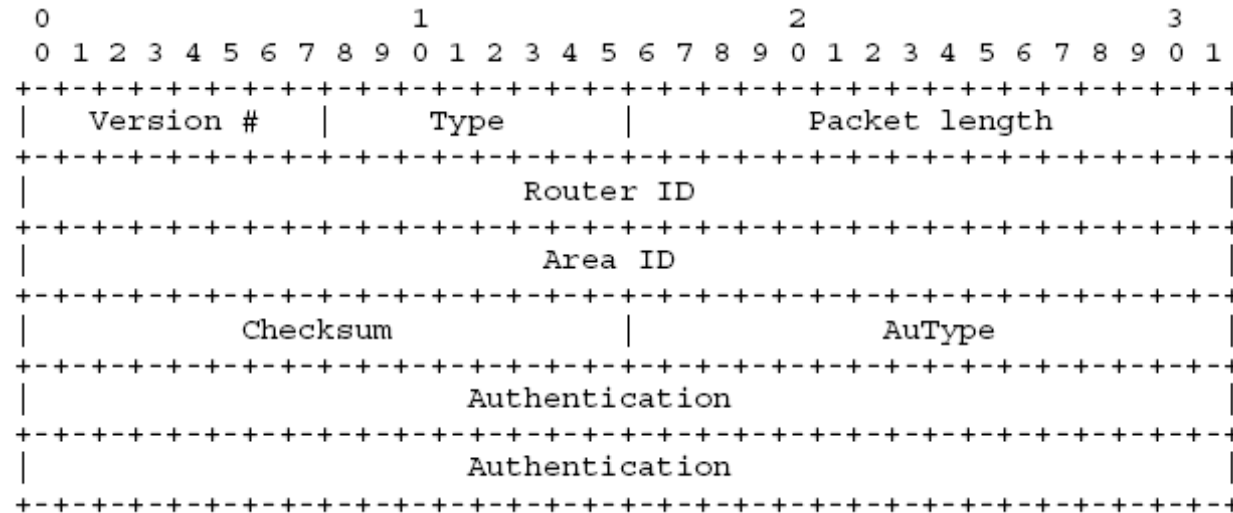 0                   1                   2                   3
0 1 2 3 4 5 6 7 8 9 0 1 2 3 4 5 6 7 8 9 0 1 2 3 4 5 6 7 8 9 0 1
+-+-+-+-+-+-+-+-+-+-+-+-+-+-+-+-+-+-+-+-+-+-+-+-+-+-+-+-+-+-+-+-+
|   Version #   |     Type      |         Packet length         |
+-+-+-+-+-+-+-+-+-+-+-+-+-+-+-+-+-+-+-+-+-+-+-+-+-+-+-+-+-+-+-+-+
|                          Router ID                            |
+-+-+-+-+-+-+-+-+-+-+-+-+-+-+-+-+-+-+-+-+-+-+-+-+-+-+-+-+-+-+-+-+
|                           Area ID                             |
+-+-+-+-+-+-+-+-+-+-+-+-+-+-+-+-+-+-+-+-+-+-+-+-+-+-+-+-+-+-+-+-+
|           Checksum            |             AuType            |
+-+-+-+-+-+-+-+-+-+-+-+-+-+-+-+-+-+-+-+-+-+-+-+-+-+-+-+-+-+-+-+-+
|                       Authentication                          |
+-+-+-+-+-+-+-+-+-+-+-+-+-+-+-+-+-+-+-+-+-+-+-+-+-+-+-+-+-+-+-+-+
|                       Authentication                          |
+-+-+-+-+-+-+-+-+-+-+-+-+-+-+-+-+-+-+-+-+-+-+-+-+-+-+-+-+-+-+-+-+